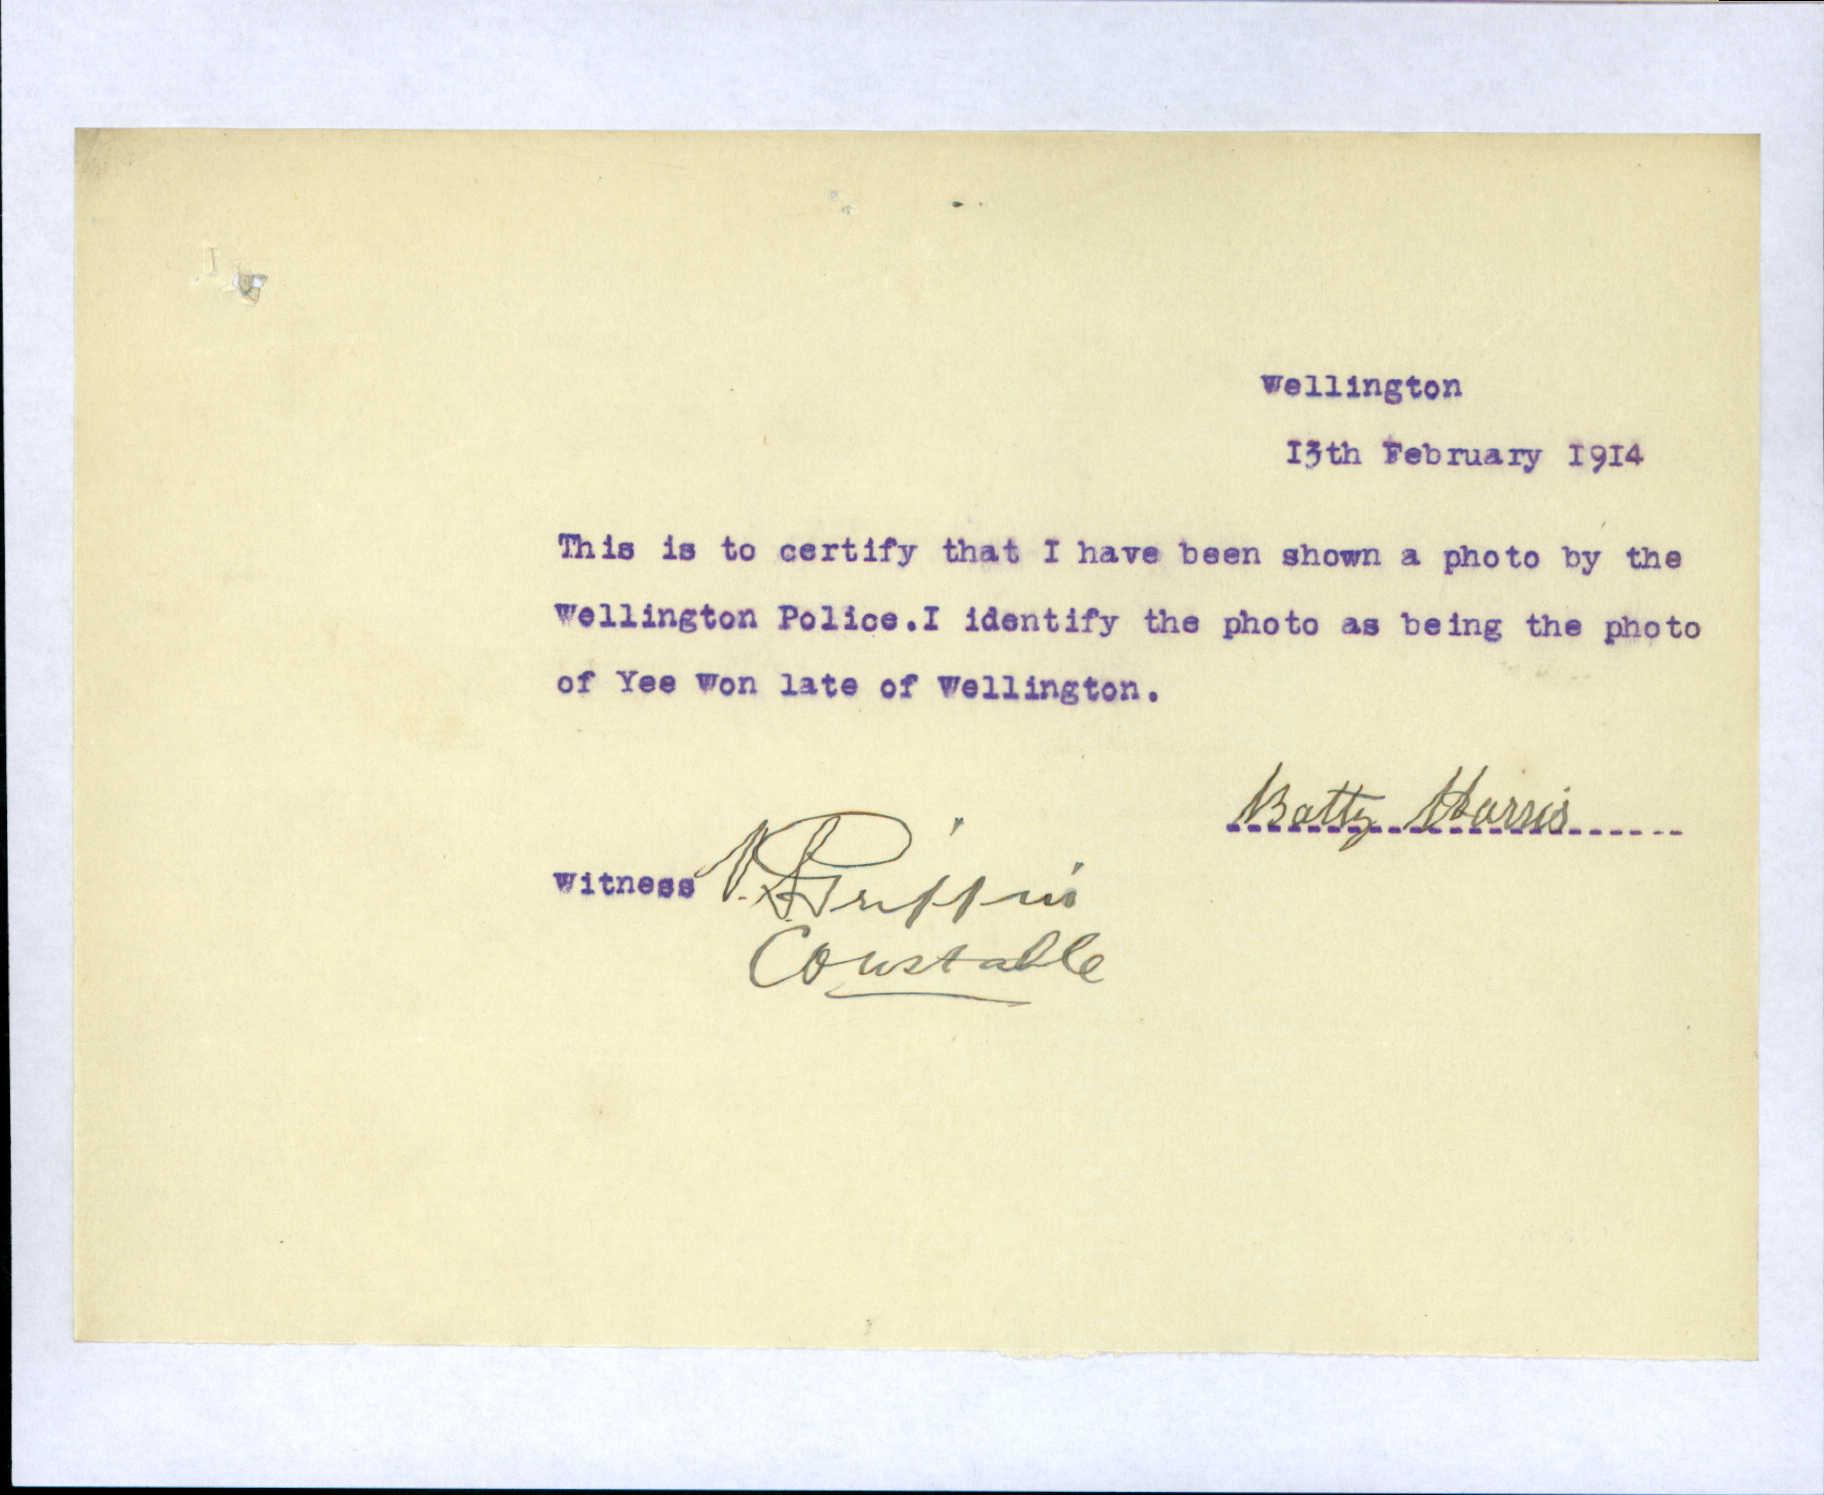 Wellington
13th February 1914
This is to certify that I have been shown a photo by the
Wellington Police.I identify the photo as being the photo
of Yee Won late of Wellington.
Batty Harris
Witness Griffin
Constable